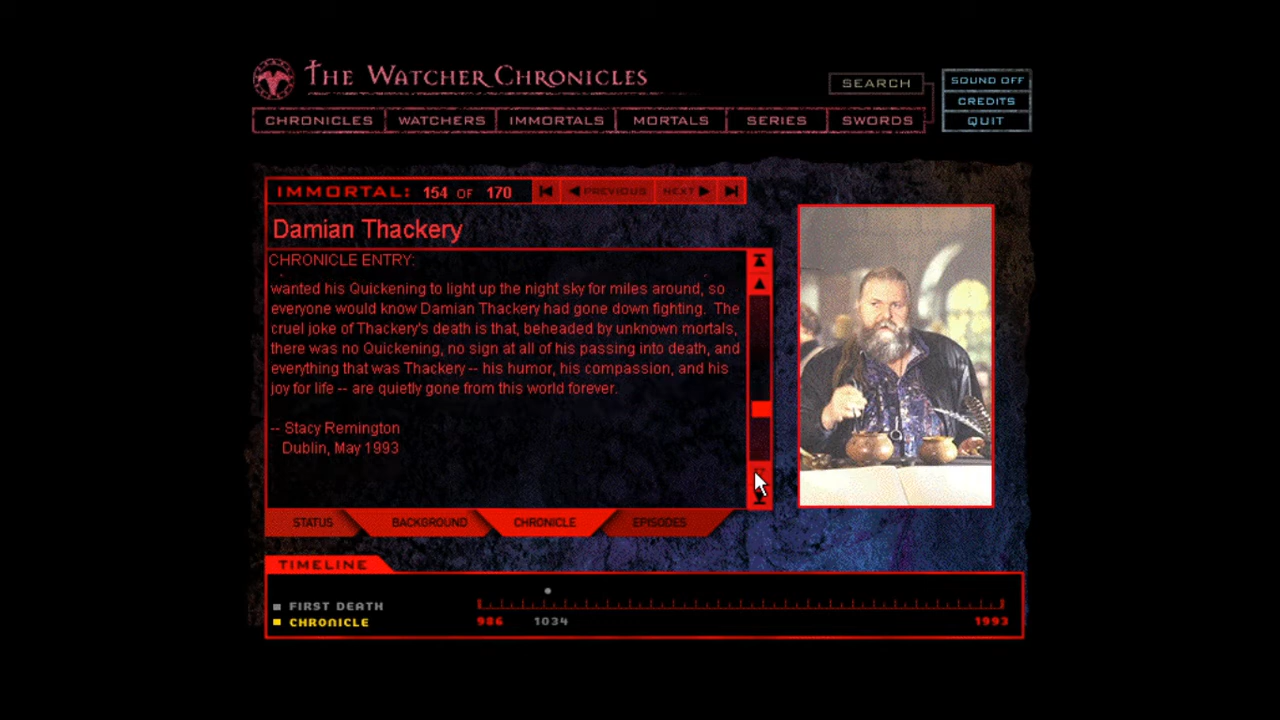 THE WATCHER CHRONICLES
SEARCH
SOUND OFF
CREDITS
QUIT
CHRONICLES WATCHERS IMMORTALS MORTALS SERIES SWORDS
IMMORTAL: 154 OF 170 PREVIOUS NEXT
Damian Thackery
CHRONICLE ENTRY:
wanted his Quickening to light up the night sky for miles around, so
everyone would know Damian Thackery had gone down fighting. The
cruel joke of Thackery's death is that, beheaded by unknown mortals,
there was no Quickening, no sign at all of his passing into death, and
everything that was Thackery -- his humor, his compassion, and his
joy for life -- are quietly gone from this world forever.
-- Stacy Remington
Dublin, May 1993
STATUS BACKGROUND CHRONICLE EPISODES
TIMELINE
FIRST DEATH
CHRONICLE
986 1034 1993